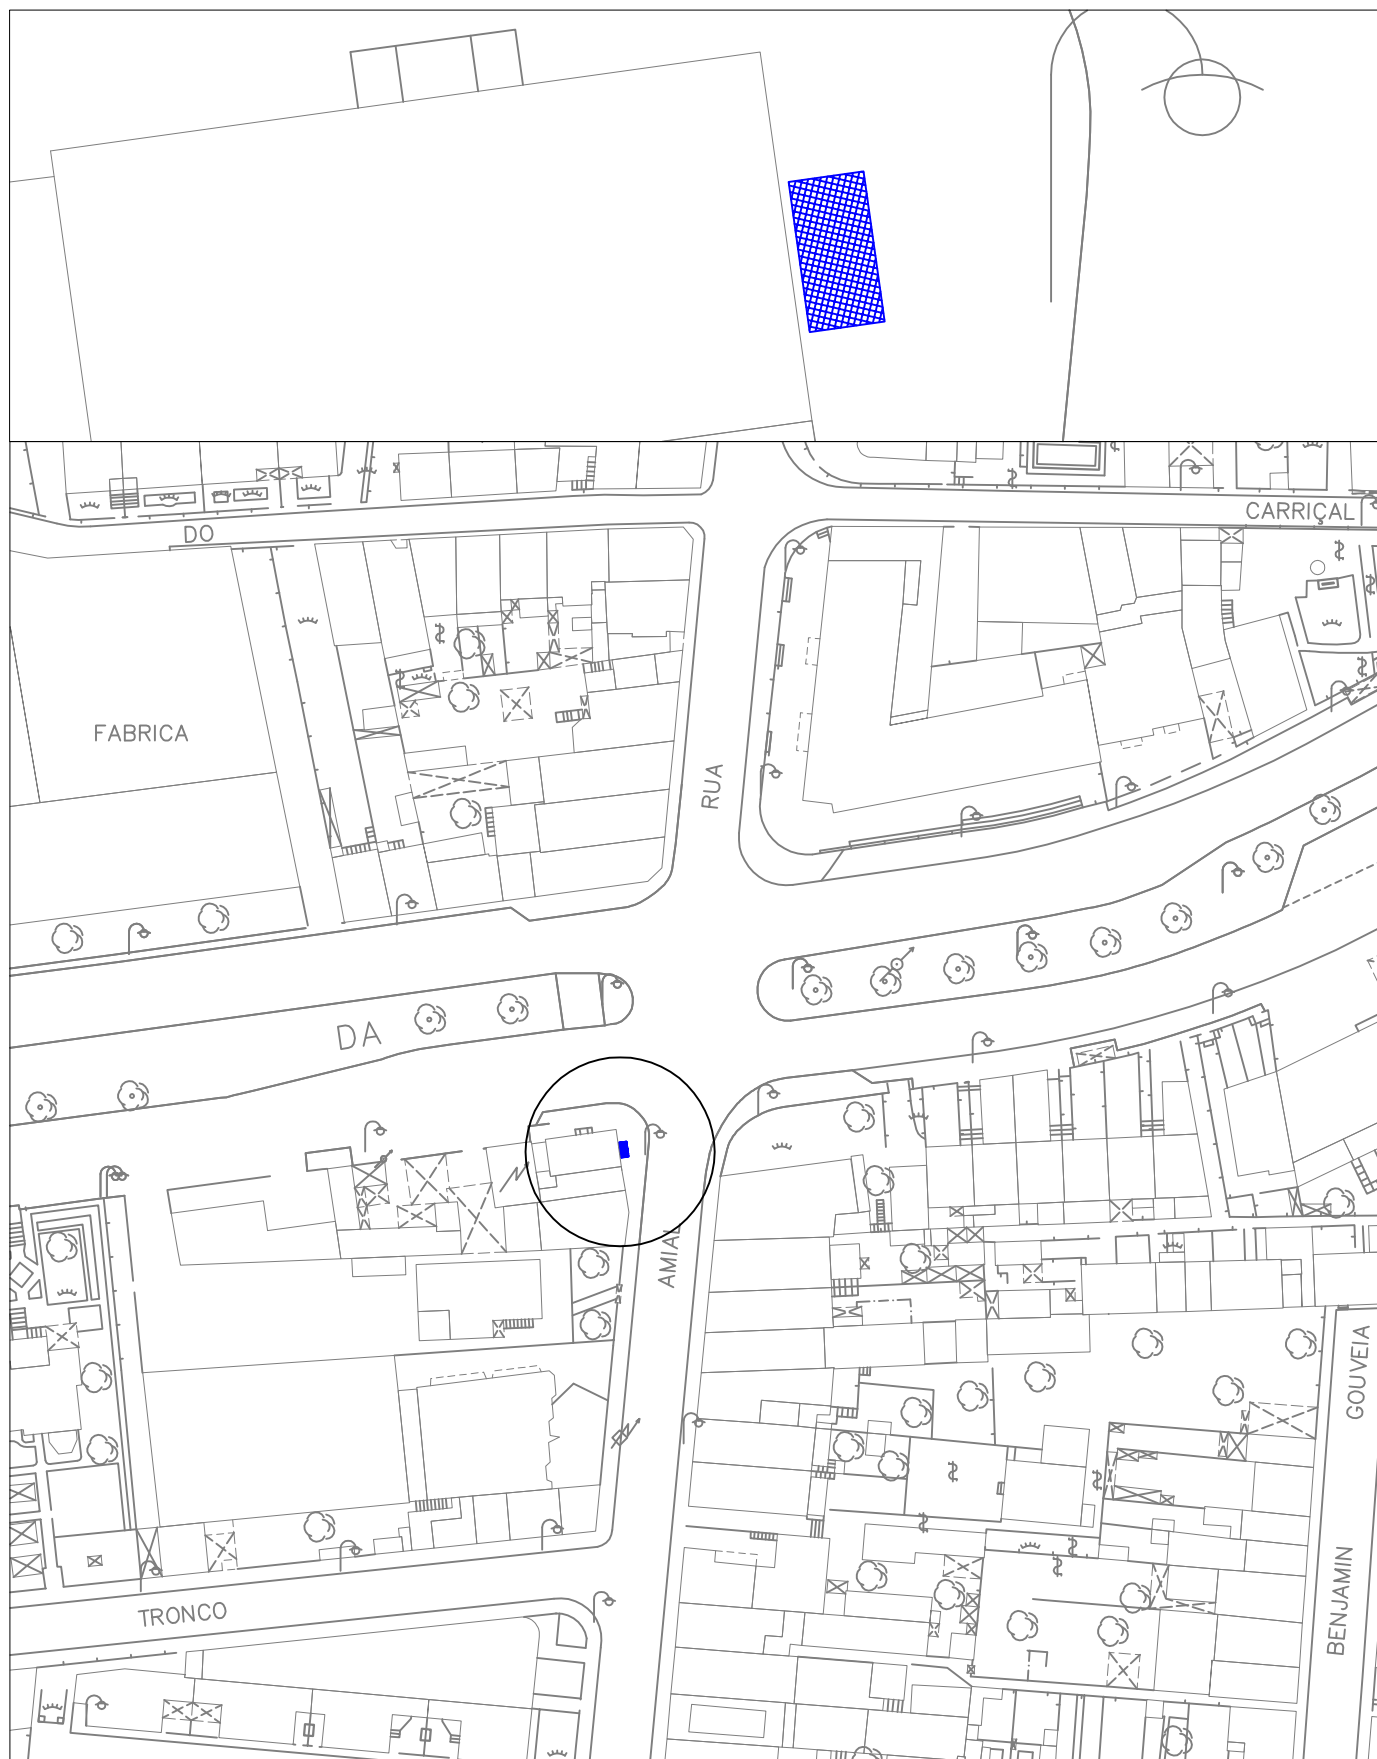 CARRIÇAL
DO
FABRICA
RUA
DA
AMIAL
GOUVEIA
BENJAMIN
TRONCO